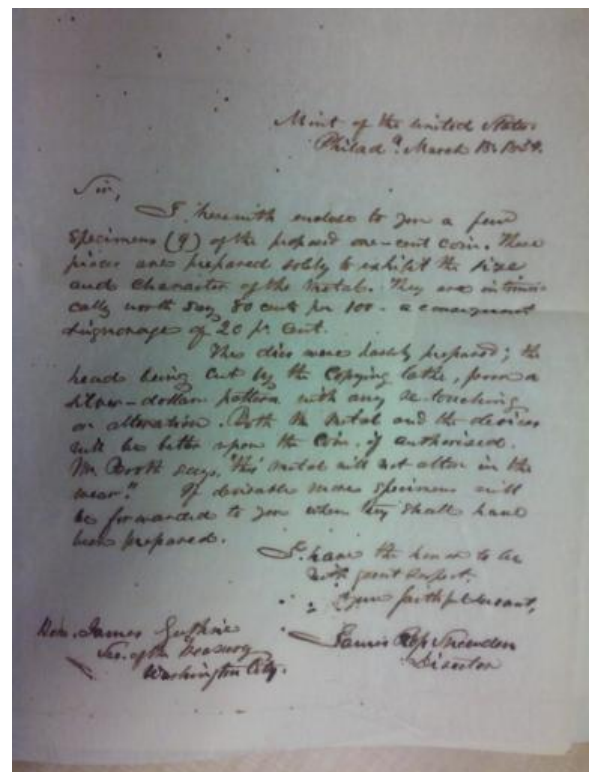 Mint of the United States
Philad.ª March 18. 1854.
Sir,
I herewith enclose to you a few
specimens (9) of the proposed one-cent coin. These
pieces are prepared solely to exhibit the size
and character of the metal. They are intrinsi
cally worth say, 80 cents per 100 - a consequent
seignorage of 20 pr. cent.
The dies were hastily prepared; the
heads being cut by the copying lathe, from a
silver-dollar pattern with any re-touching
or alteration. Both the metal and the devices
will be better upon the coin, if authorised.
Mr. Booth says, "this metal will not alter in the
wear." If desirable more specimens will
be forwarded to you when they shall have
been prepared.
I have the honor to be
with great respect,
Your faithful servant,
James Ross Snowden
Director
Hon. James Guthrie
Sec. of the Treasury
Washington City.